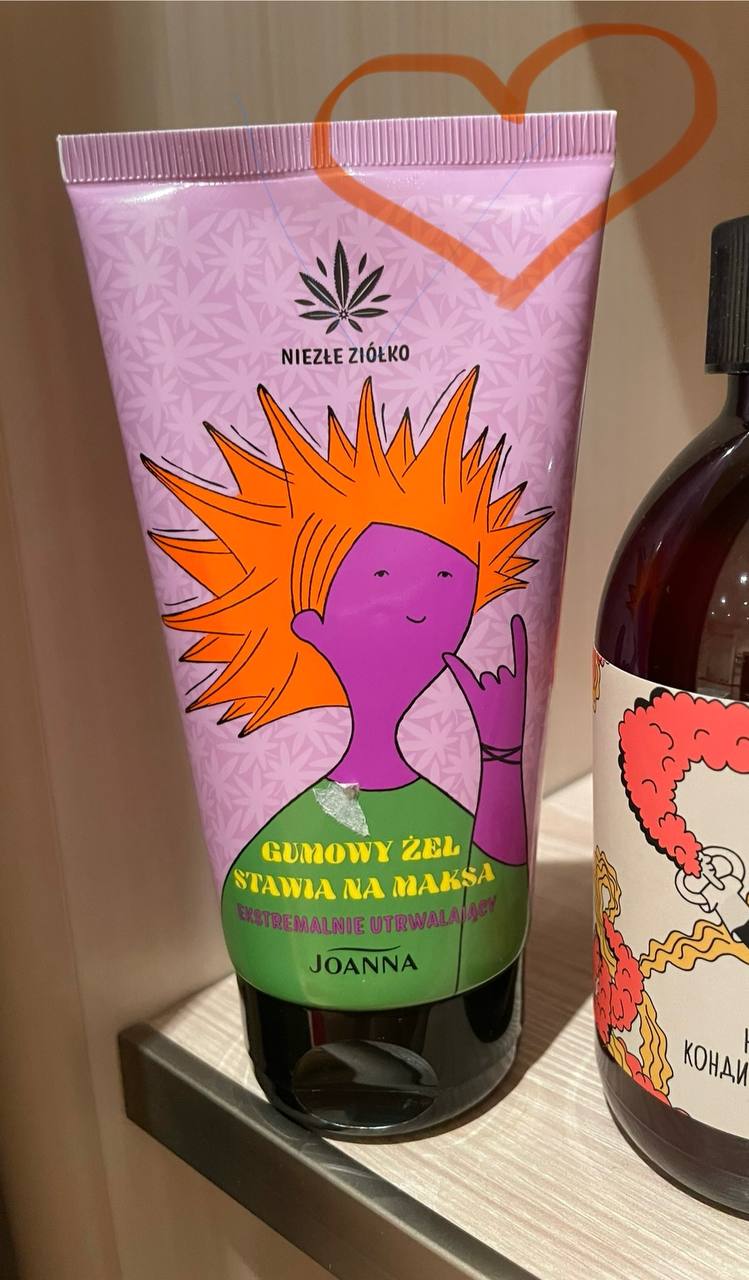 NIEZŁE ZIÓŁKO
GUMOWY ŻEL
STAWIA NA MAKSA
EKSTREMALNIE UTRWALAJĄCY
JOANNA